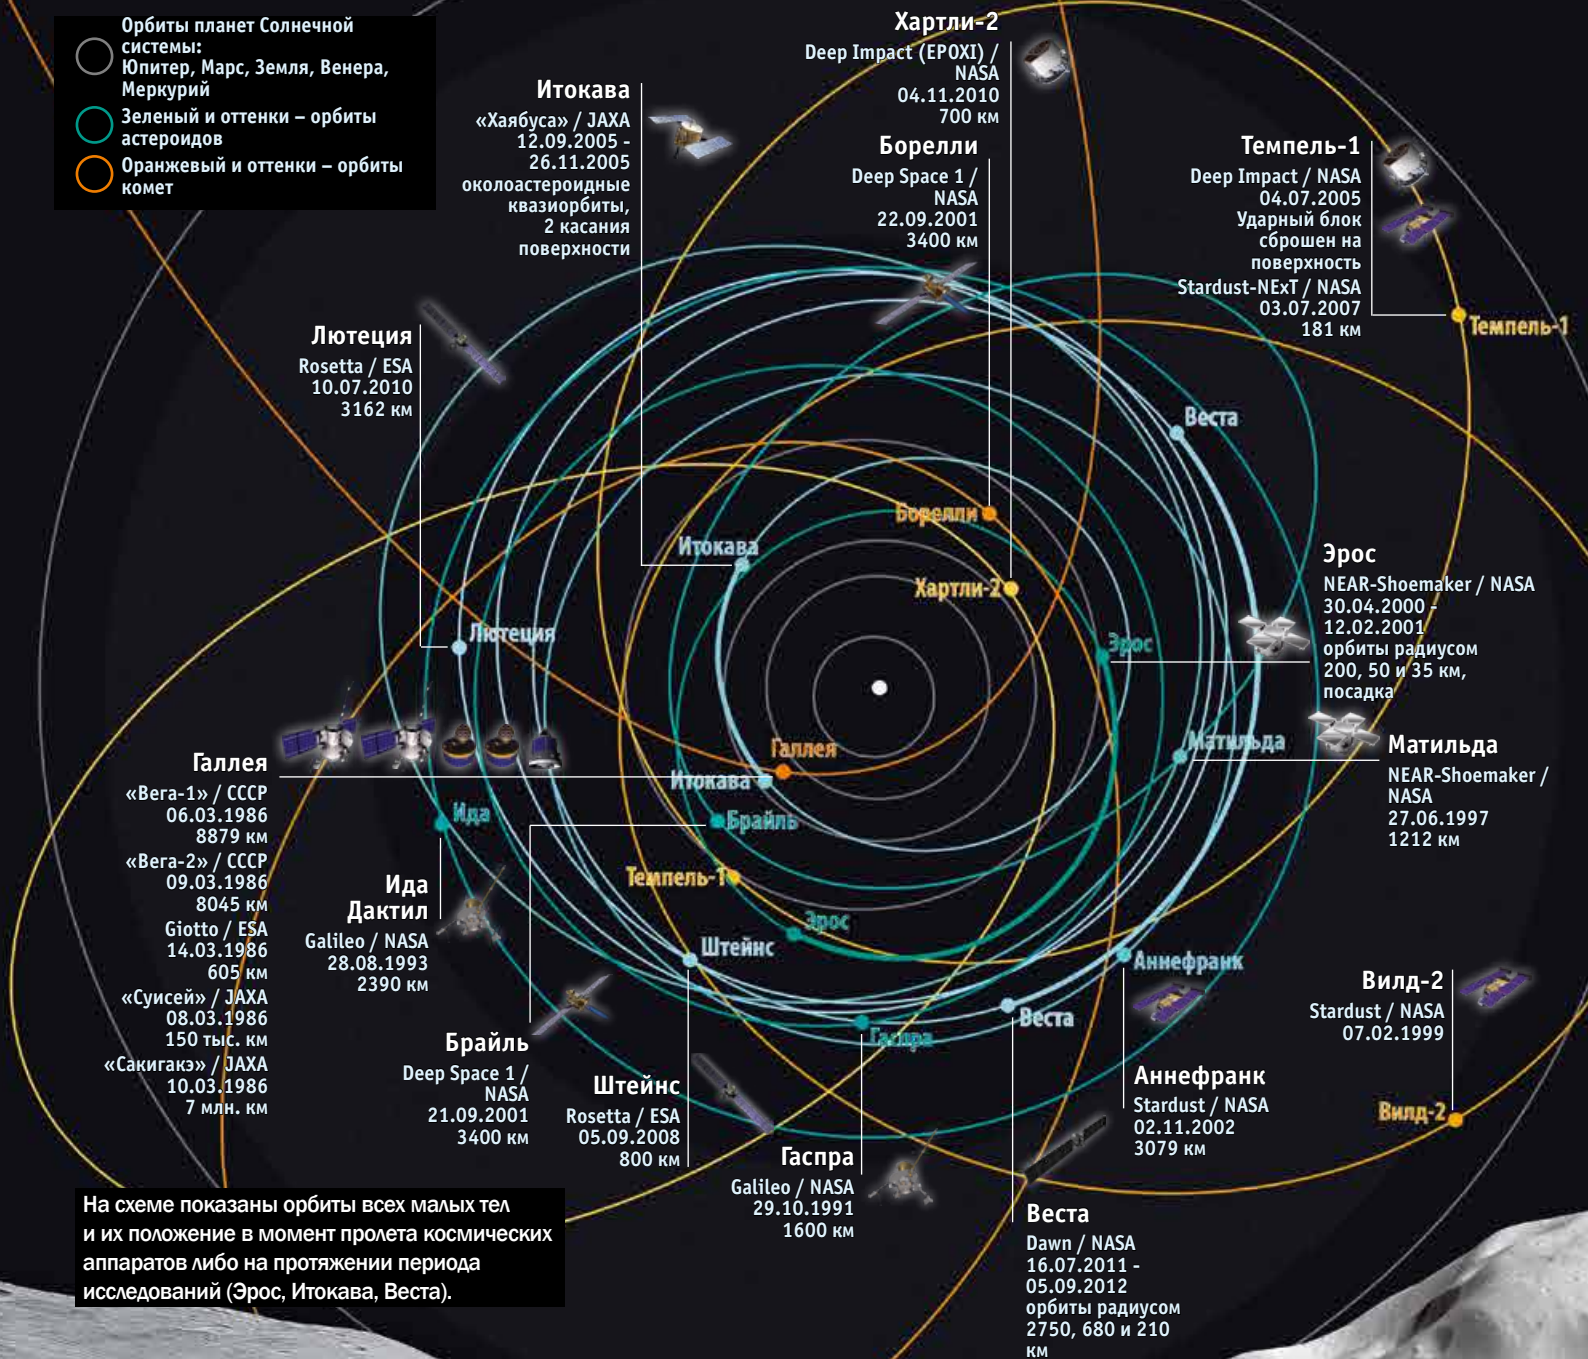 Орбиты планет Солнечной
системы:
Юпитер, Марс, Земля, Венера,
Меркурий
Зеленый и оттенки – орбиты
астероидов
Оранжевый и оттенки – орбиты
комет
Хартли-2
Deep Impact (EPOXI) /
NASA
04.11.2010
700 км
Итокава
«Хаябуса» / JAXA
12.09.2005 -
26.11.2005
околоастероидные
квазиорбиты,
2 касания
поверхности
Борелли
Deep Space 1 /
NASA
22.09.2001
3400 км
Темпель-1
Deep Impact / NASA
04.07.2005
Ударный блок
сброшен на
поверхность
Stardust-NExT / NASA
03.07.2007
181 км
Темпель-1
Лютеция
Rosetta / ESA
10.07.2010
3162 км
Веста
Борелли
Итокава
Хартли-2
Лютеция
Эрос
Эрос
NEAR-Shoemaker / NASA
30.04.2000 -
12.02.2001
орбиты радиусом
200, 50 и 35 км,
посадка
Матильда
Матильда
NEAR-Shoemaker /
NASA
27.06.1997
1212 км
Галлея
Итокава
Галлея
«Вега-1» / СССР
06.03.1986
8879 км
«Вега-2» / СССР
09.03.1986
8045 км
Giotto / ESA
14.03.1986
605 км
«Суисей» / JAXA
08.03.1986
150 тыс. км
«Сакигакэ» / JAXA
10.03.1986
7 млн. км
Ида
Брайль
Темпель-1
Эрос
Штейнс
Аннефранк
Веста
Гаспра
Ида
Дактил
Galileo / NASA
28.08.1993
2390 км
Брайль
Deep Space 1 /
NASA
21.09.2001
3400 км
Штейнс
Rosetta / ESA
05.09.2008
800 км
Гаспра
Galileo / NASA
29.10.1991
1600 км
Аннефранк
Stardust / NASA
02.11.2002
3079 км
Вилд-2
Stardust / NASA
07.02.1999
Вилд-2
Веста
Dawn / NASA
16.07.2011 -
05.09.2012
орбиты радиусом
2750, 680 и 210
км
На схеме показаны орбиты всех малых тел
и их положение в момент пролета космических
аппаратов либо на протяжении периода
исследований (Эрос, Итокава, Веста).